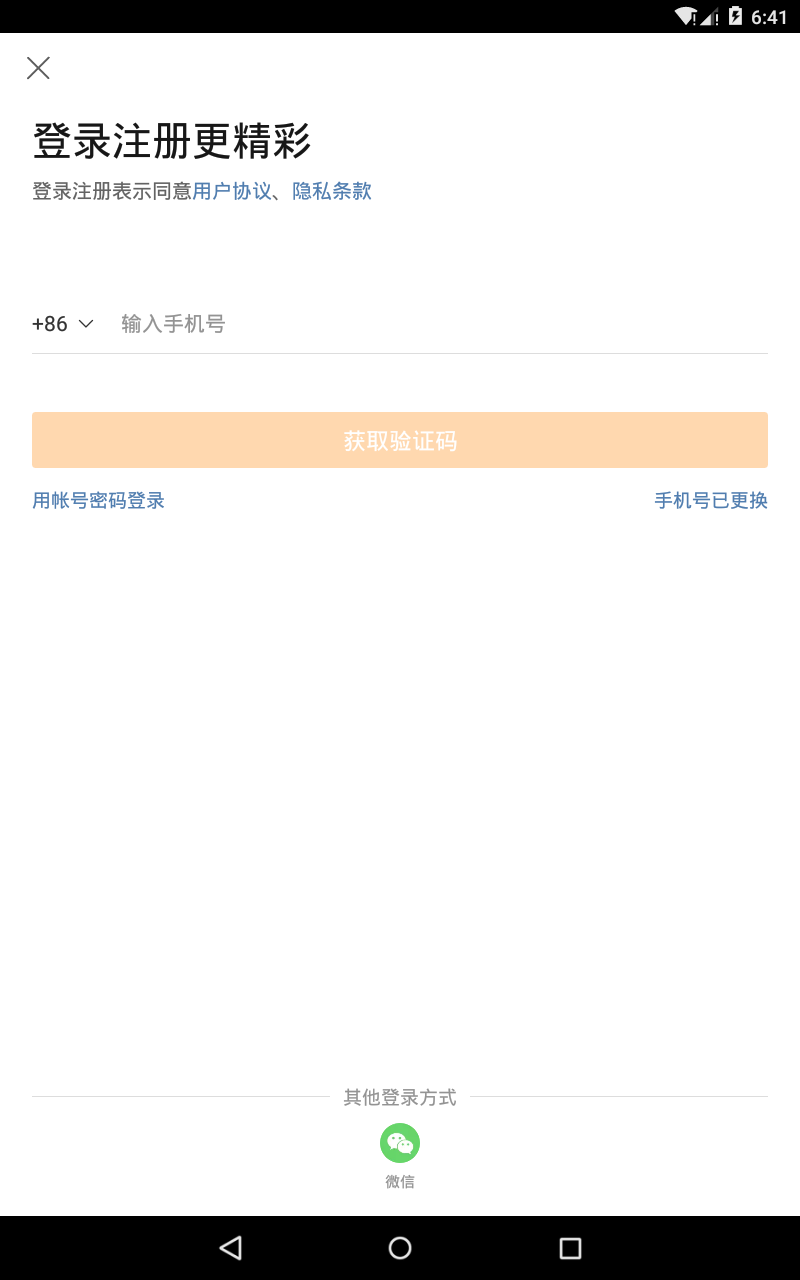 6:41
登录注册更精彩
登录注册表示同意用户协议、隐私条款
+86 输入手机号
获取验证码
用帐号密码登录 手机号已更换
其他登录方式
微信